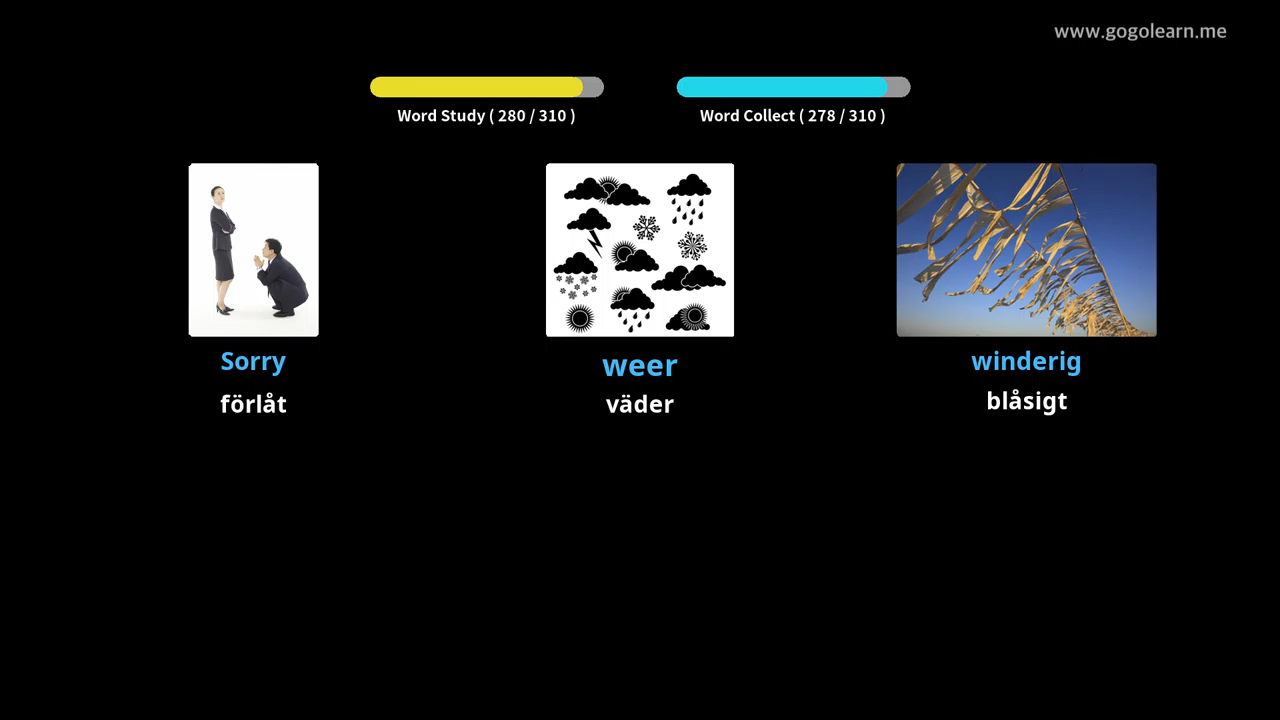 www.gogolearn.me
Word Study ( 280 / 310 )
Word Collect ( 278 / 310 )
Sorry
förlåt
weer
väder
winderig
blåsigt